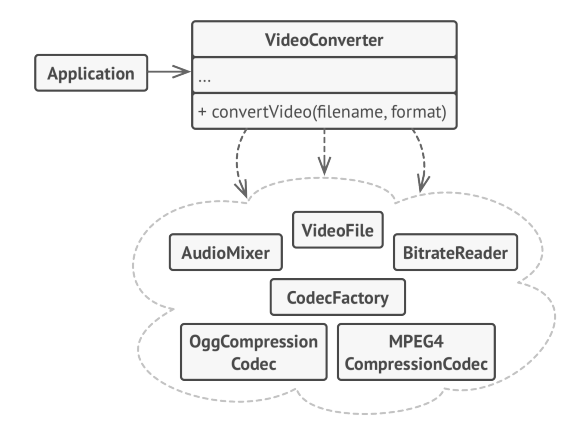 VideoConverter
Application
...
+ convertVideo(filename, format)
VideoFile
AudioMixer
BitrateReader
CodecFactory
OggCompression
Codec
MPEG4
CompressionCodec